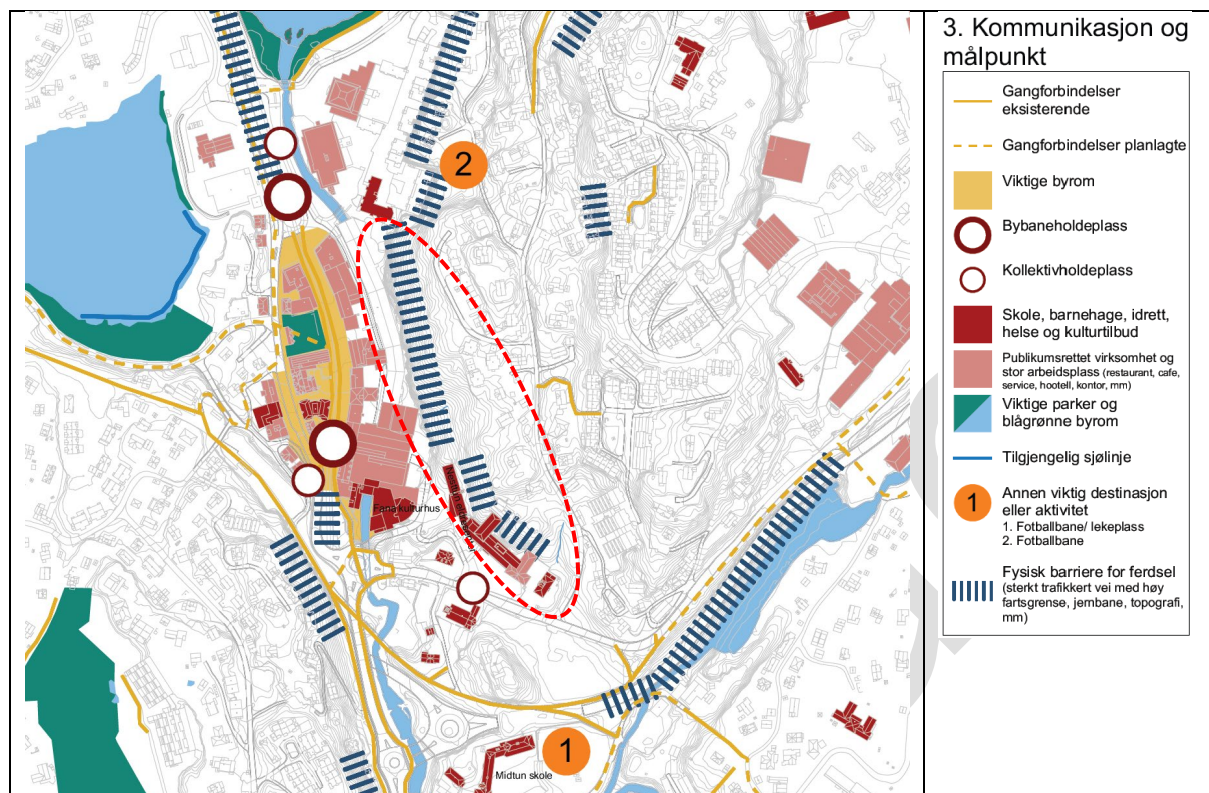 3. Kommunikasjon og
målpunkt
Gangforbindelser
eksisterende
Gangforbindelser planlagte
Viktige byrom
Bybaneholdeplass
Kollektivholdeplass
Skole, barnehage, idrett,
helse og kulturtilbud
Publikumsrettet virksomhet og
stor arbeidsplass (restaurant, cafe,
service, hootell, kontor, mm)
Viktige parker og
blågrønne byrom
Tilgjengelig sjølinje
1
Annen viktig destinasjon
eller aktivitet
1. Fotballbane/ lekeplass
2. Fotballbane
Fysisk barriere for ferdsel
(sterkt trafikkert vei med høy
fartsgrense, jernbane, topografi,
mm)
2
Fana kulturhus
1
Midtun skole